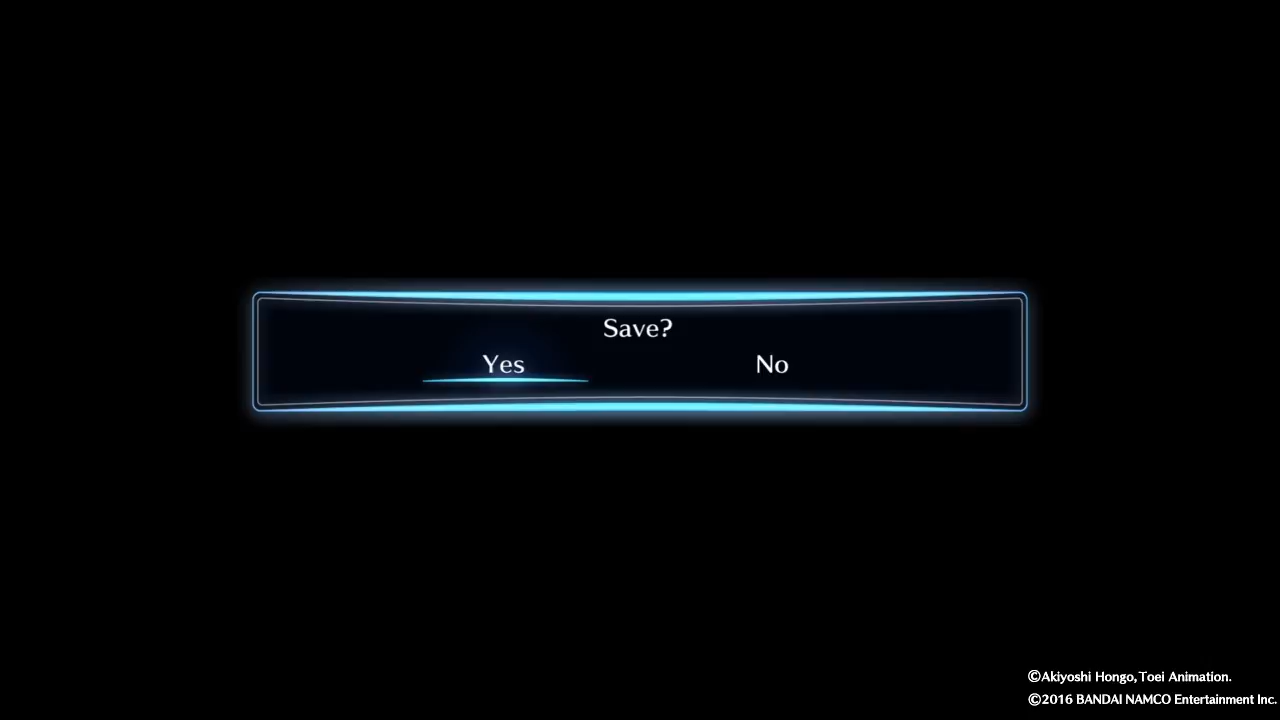 Save?
Yes No
©Akiyoshi Hongo, Toei Animation.
©2016 BANDAI NAMCO Entertainment Inc.